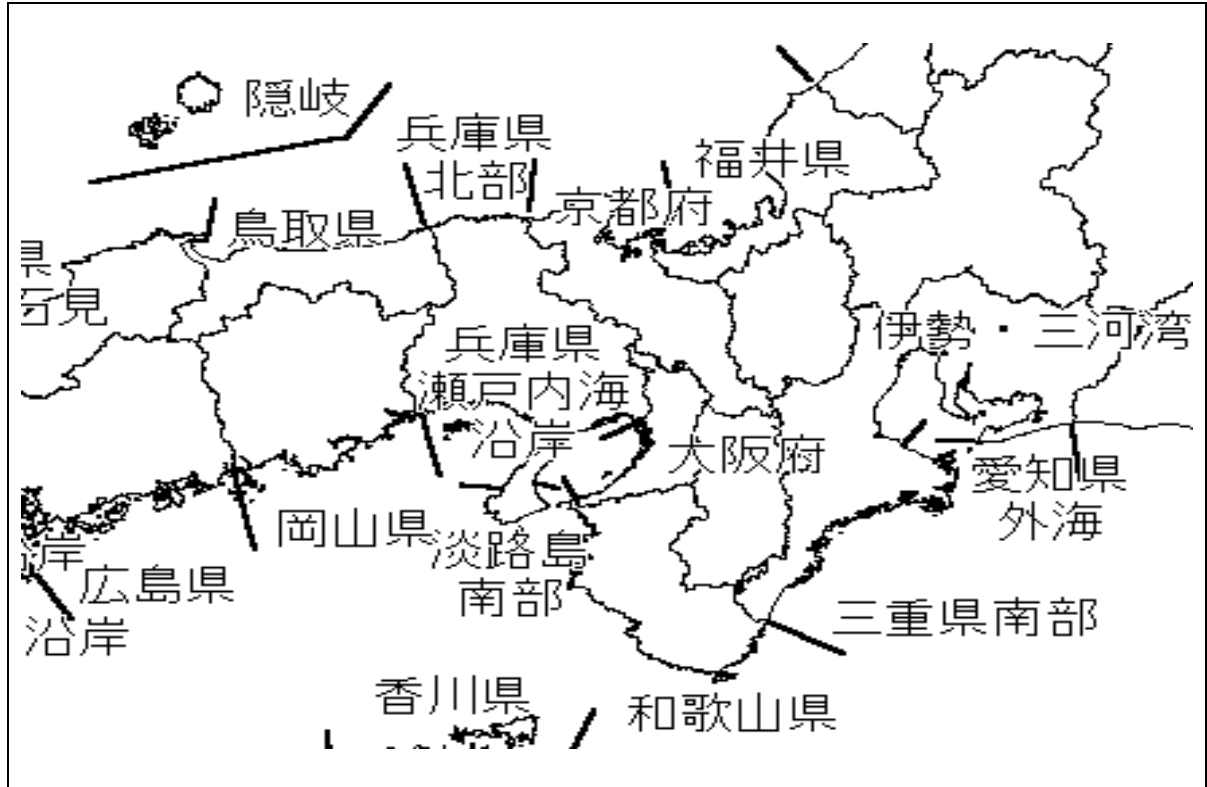 隠岐
兵庫県
北部
福井県
京都府
鳥取県
県
石見
伊勢・三河湾
兵庫県
瀬戸内海
沿岸
大阪府
愛知県
外海
岡山県
淡路島
南部
岸
広島県
沿岸
三重県南部
香川県
和歌山県